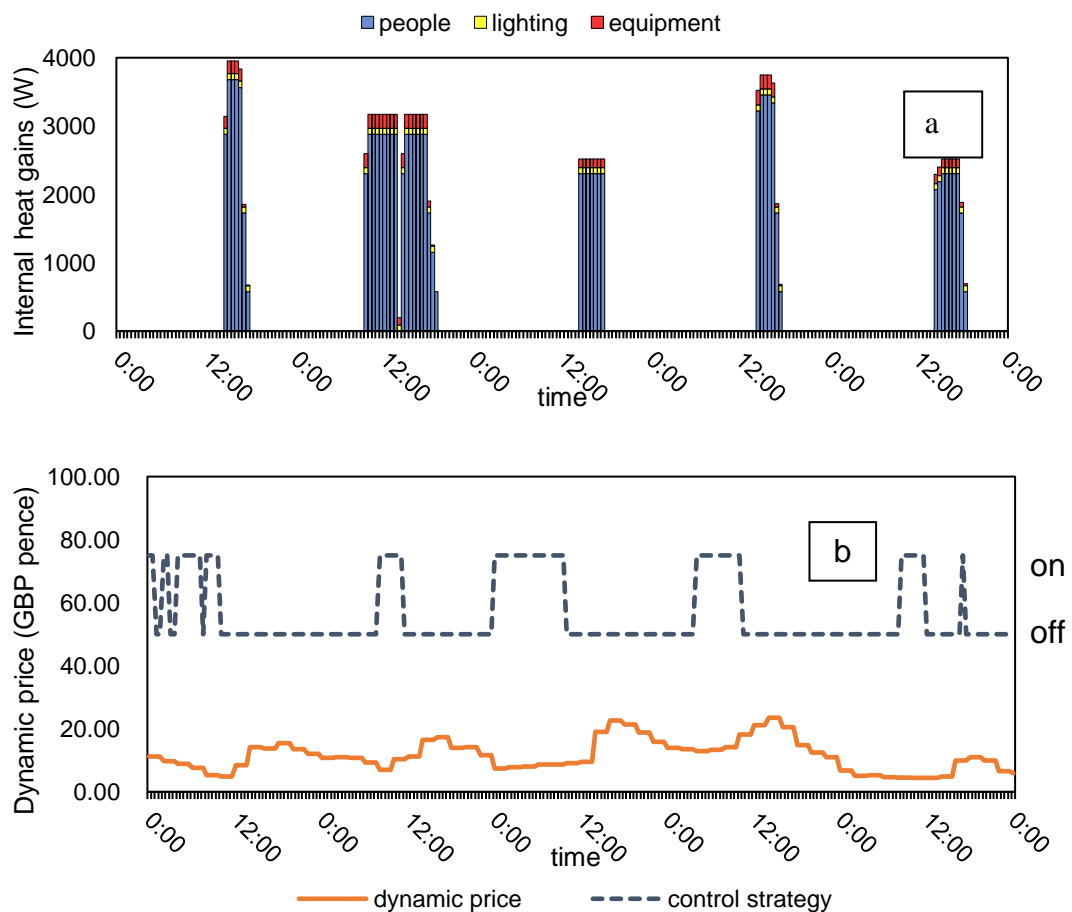 people lighting equipment
Internal heat gains (W)
4000
3000
2000
1000
0
a
0:00 12:00 0:00 12:00 0:00 12:00 0:00 12:00 0:00 12:00 0:00
time
Dynamic price (GBP pence)
100.00
80.00
60.00
40.00
20.00
0.00
b
on
off
0:00 12:00 0:00 12:00 0:00 12:00 0:00 12:00 0:00 12:00 0:00
time
dynamic price control strategy